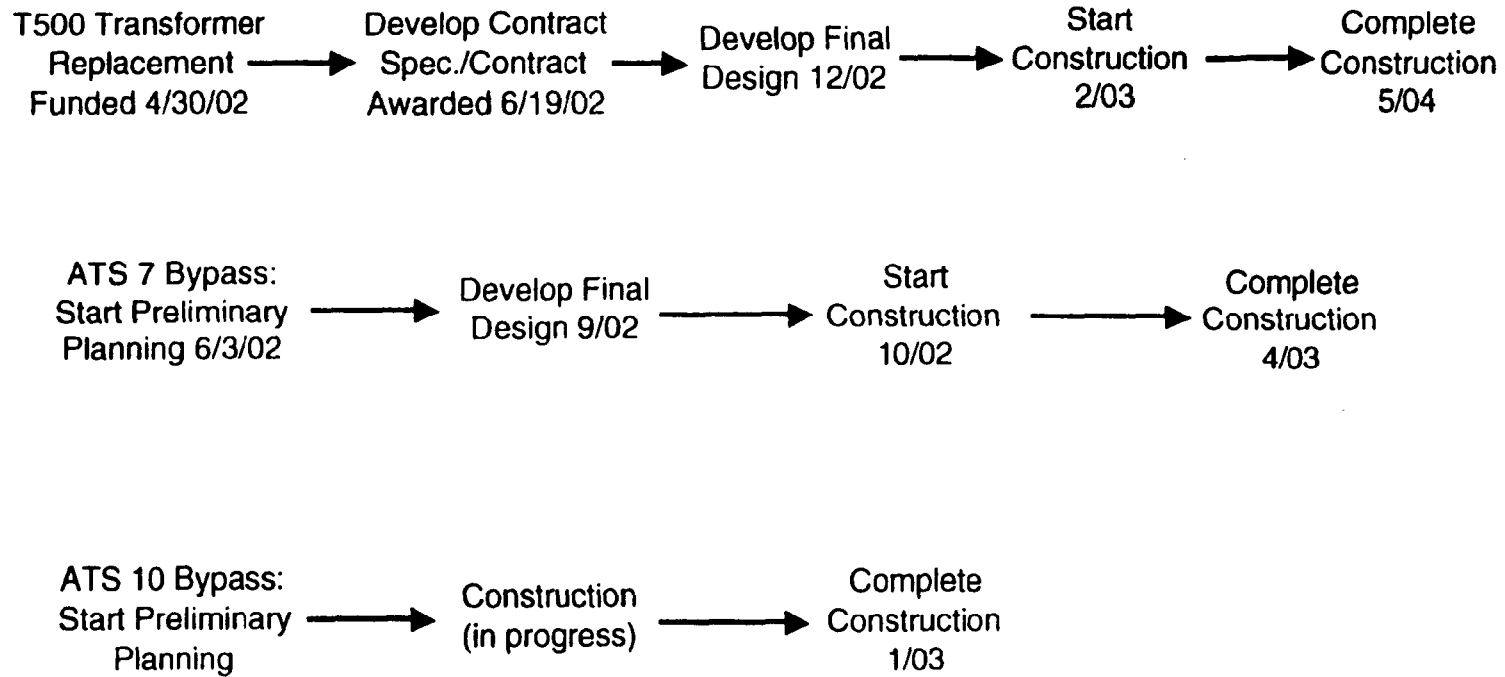 T500 Transformer
Replacement
Funded 4/30/02
Develop Contract
Spec./Contract
Awarded 6/19/02
Develop Final
Design 12/02
Start
Construction
2/03
Complete
Construction
5/04
ATS 7 Bypass:
Start Preliminary
Planning 6/3/02
Develop Final
Design 9/02
Start
Construction
10/02
Complete
Construction
4/03
ATS 10 Bypass:
Start Preliminary
Planning
Construction
(in progress)
Complete
Construction
1/03